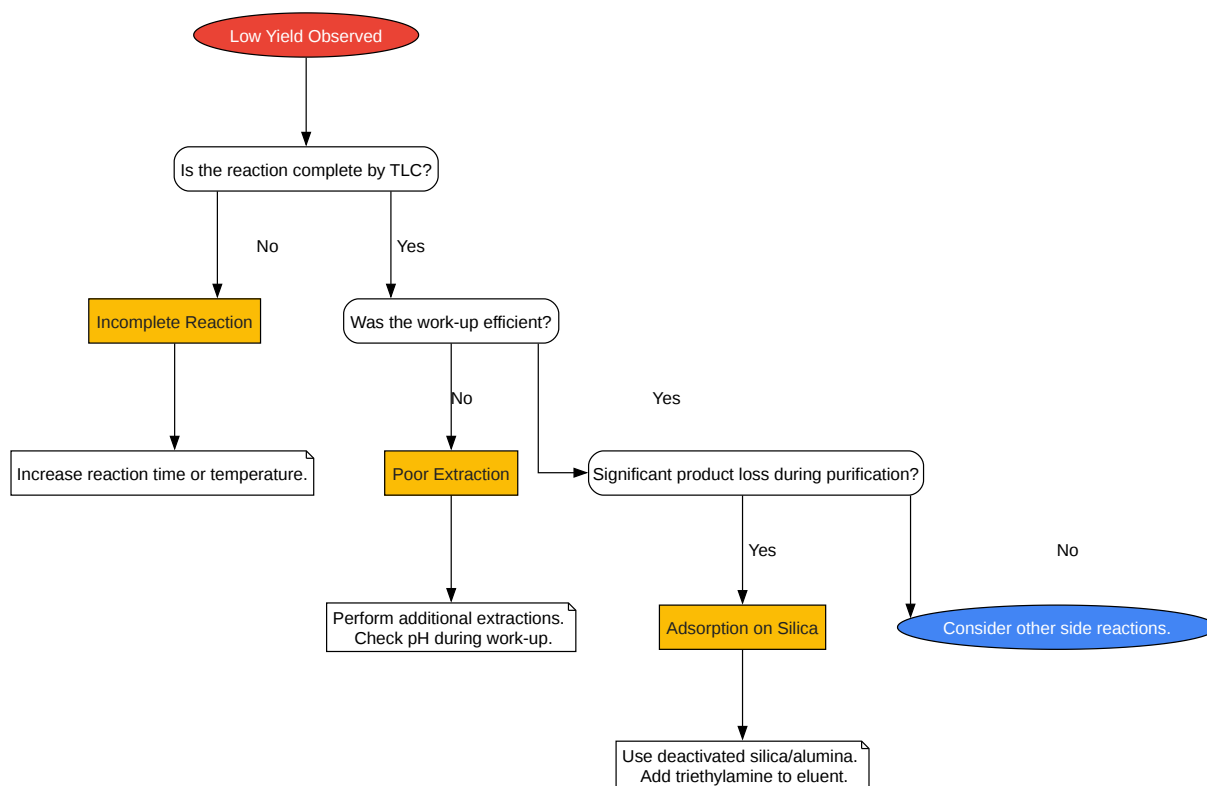 Low Yield Observed
Is the reaction complete by TLC?
No
Yes
Incomplete Reaction
Was the work-up efficient?
No
Yes
Increase reaction time or temperature.
Poor Extraction
Significant product loss during purification?
Yes
No
Perform additional extractions.
Check pH during work-up.
Adsorption on Silica
Consider other side reactions.
Use deactivated silica/alumina.
Add triethylamine to eluent.